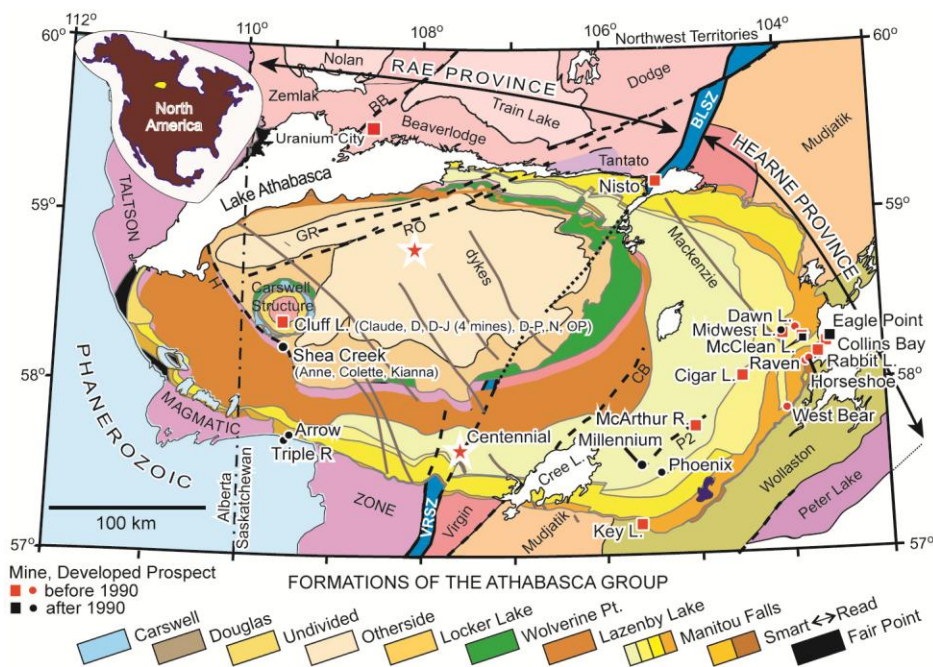 112°
110°
108°
106°
104°
60°
60°
Northwest Territories
Nolan
RAE PROVINCE
Dodge
North
America
Zemlak
BB
Train Lake
BLSZ
Mudjatik
Uranium City
Beaverlodge
HEARNE PROVINCE
TALTSON
Lake Athabasca
Tantato
Nisto
59°
59°
GR
RO
Mackenzie
dykes
H
Carswell
Structure
Cluff L. (Claude, D, D-J (4 mines), D-P, N, OP)
Dawn L.
Eagle Point
Midwest L.
McClean L.
Collins Bay
Raven
Rabbit L.
Shea Creek
(Anne, Colette, Kianna)
58°
58°
Cigar L.
Horseshoe
CB
West Bear
PHANEROZOIC
MAGMATIC
McArthur R.
Arrow
Centennial
Millennium
P2
Triple R
Phoenix
Cree L.
Wollaston
Alberta
Saskatchewan
ZONE
VRSZ
Virgin
Peter Lake
100 km
Mudjatik
Key L.
57°
57°
Mine, Developed Prospect
before 1990
after 1990
FORMATIONS OF THE ATHABASCA GROUP
Carswell
Douglas
Undivided
Otherside
Locker Lake
Wolverine Pt.
Lazenby Lake
Manitou Falls
Smart ↔ Read
Fair Point